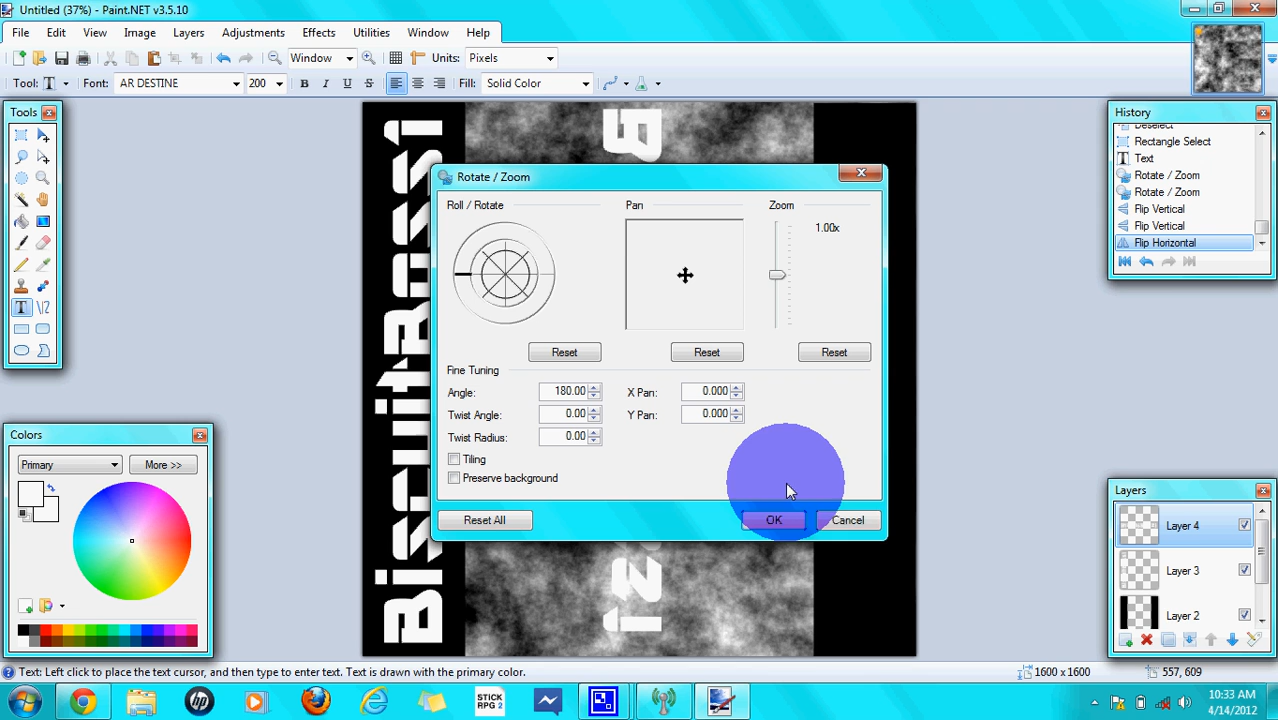 Untitled (37%) - Paint.NET v3.5.10
File Edit View Image Layers Adjustments Effects Utilities Window Help
Window Units: Pixels
Tool: T Font: AR DESTINE 200 B I U S Fill: Solid Color
Tools
History
Deselect
Rectangle Select
Text
Rotate / Zoom
Rotate / Zoom
Flip Vertical
Flip Vertical
Flip Horizontal
Rotate / Zoom
Roll / Rotate Pan Zoom
1.00x
Reset Reset Reset
Fine Tuning
Angle: 180.00 X Pan: 0.000
Twist Angle: 0.00 Y Pan: 0.000
Twist Radius: 0.00
Tiling
Preserve background
Reset All OK Cancel
Colors
Primary More >>
Layers
Layer 4
Layer 3
Layer 2
Text: Left click to place the text cursor, and then type to enter text. Text is drawn with the primary color.
1600 x 1600 557, 609
hp
STICK
RPG 2
10:33 AM
4/14/2012